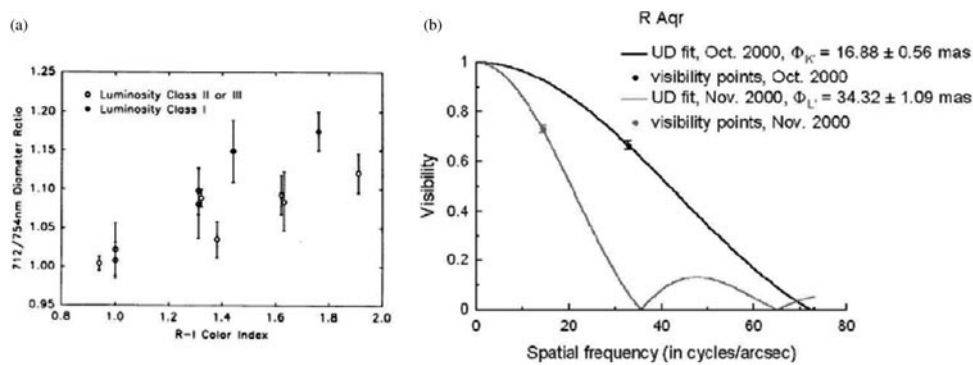 (a)
1.25
1.20
1.15
1.10
1.05
1.00
0.95
0.8
1.0
1.2
1.4
1.6
1.8
2.0
712/754nm Diameter Ratio
R-I Color Index
Luminosity Class II or III
Luminosity Class I
(b)
R Aqr
UD fit, Oct. 2000, ΦK' = 16.88 ± 0.56 mas
visibility points, Oct. 2000
UD fit, Nov. 2000, ΦL' = 34.32 ± 1.09 mas
visibility points, Nov. 2000
1
0.8
0.6
0.4
0.2
0
Visibility
0
20
40
60
80
Spatial frequency (in cycles/arcsec)